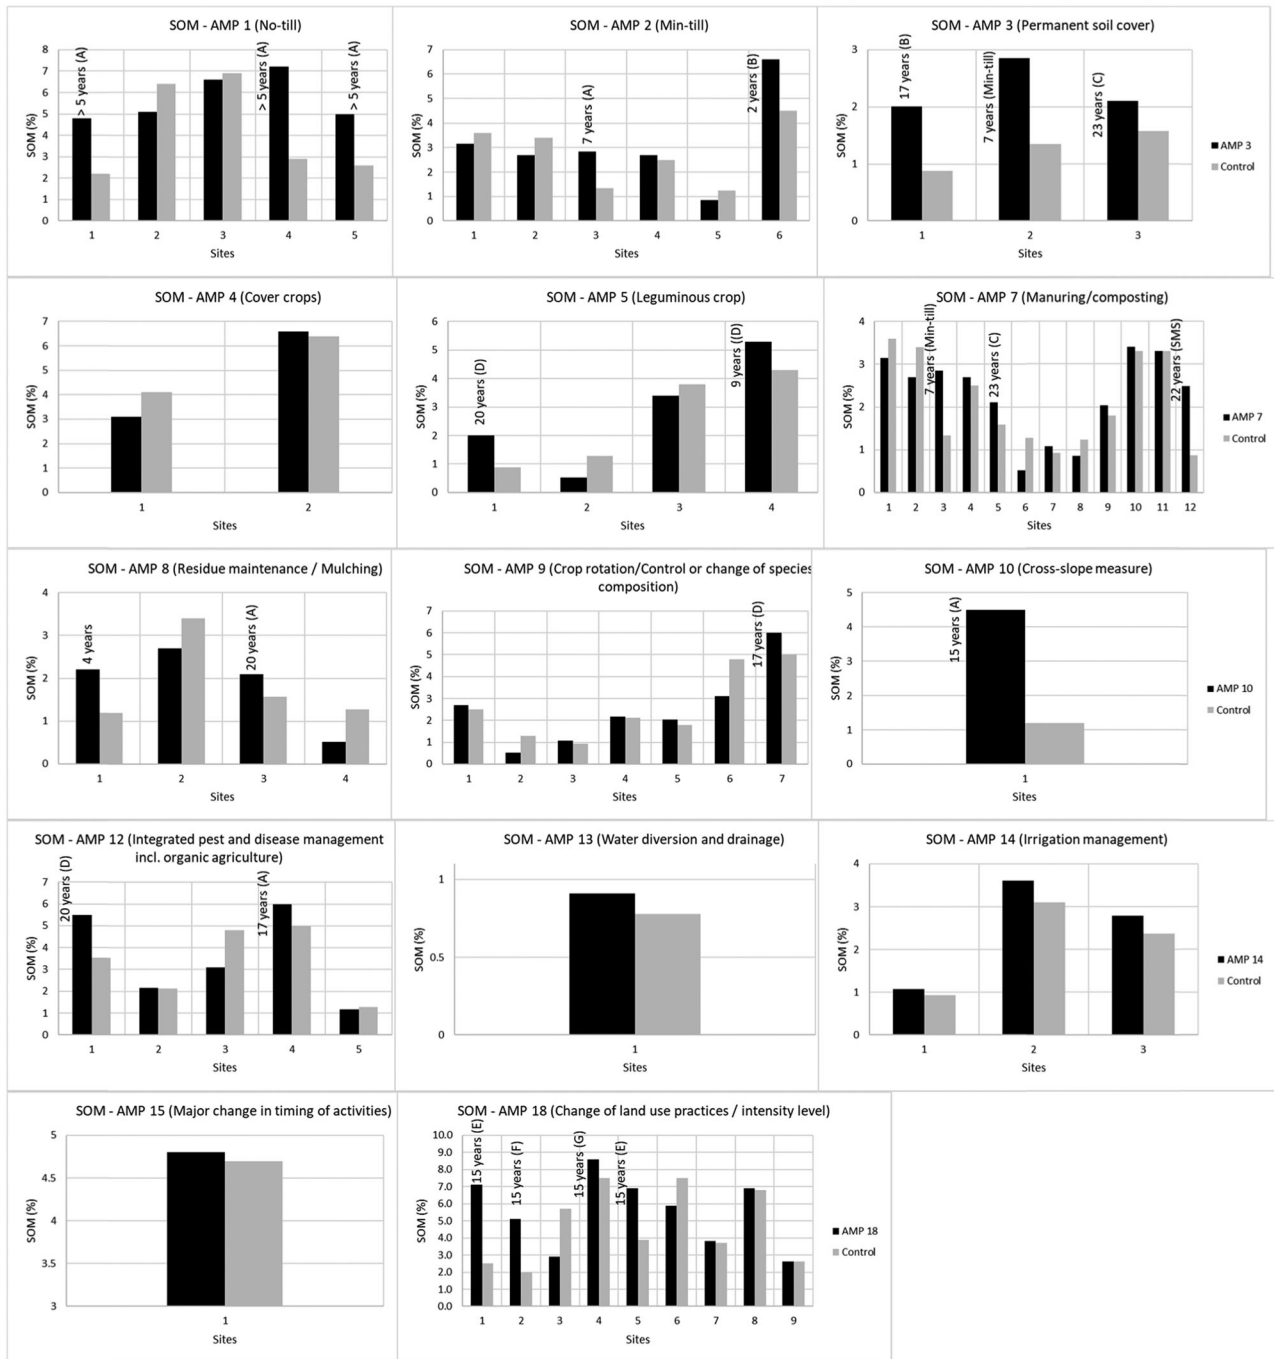 SOM - AMP 1 (No-till)
SOM (%)
8
7
6
5
4
3
2
1
0
> 5 years (A)
> 5 years (A)
> 5 years (A)
1 2 3 4 5
Sites
SOM - AMP 2 (Min-till)
SOM (%)
7
6
5
4
3
2
1
0
7 years (A)
2 years (B)
1 2 3 4 5 6
Sites
SOM - AMP 3 (Permanent soil cover)
SOM (%)
3
2
1
0
17 years (B)
7 years (Min-till)
23 years (C)
1 2 3
Sites
AMP 3
Control
SOM - AMP 4 (Cover crops)
SOM (%)
7
6
5
4
3
2
1
0
1 2
Sites
SOM - AMP 5 (Leguminous crop)
SOM (%)
6
5
4
3
2
1
0
20 years (D)
9 years ((D)
1 2 3 4
Sites
SOM - AMP 7 (Manuring/composting)
SOM (%)
4
3
2
1
0
7 years (Min-till)
23 years (C)
22 years (SMS)
1 2 3 4 5 6 7 8 9 10 11 12
Sites
AMP 7
Control
SOM - AMP 8 (Residue maintenance / Mulching)
SOM (%)
4
3
2
1
0
4 years
20 years (A)
1 2 3 4
Sites
SOM - AMP 9 (Crop rotation/Control or change of species
composition)
SOM (%)
7
6
5
4
3
2
1
0
17 years (D)
1 2 3 4 5 6 7
Sites
SOM - AMP 10 (Cross-slope measure)
SOM (%)
5
4
3
2
1
0
15 years (A)
1
Sites
AMP 10
Control
SOM - AMP 12 (Integrated pest and disease management
incl. organic agriculture)
SOM (%)
7
6
5
4
3
2
1
0
20 years (D)
17 years (A)
1 2 3 4 5
Sites
SOM - AMP 13 (Water diversion and drainage)
SOM (%)
1
0.5
0
1
Sites
SOM - AMP 14 (Irrigation management)
SOM (%)
4
3
2
1
0
1 2 3
Sites
AMP 14
Control
SOM - AMP 15 (Major change in timing of activities)
SOM (%)
5
4.5
4
3.5
3
1
Sites
SOM - AMP 18 (Change of land use practices / intensity level)
SOM (%)
10.0
9.0
8.0
7.0
6.0
5.0
4.0
3.0
2.0
1.0
0.0
15 years (E)
15 years (F)
15 years (G)
15 years (E)
1 2 3 4 5 6 7 8 9
Sites
AMP 18
Control